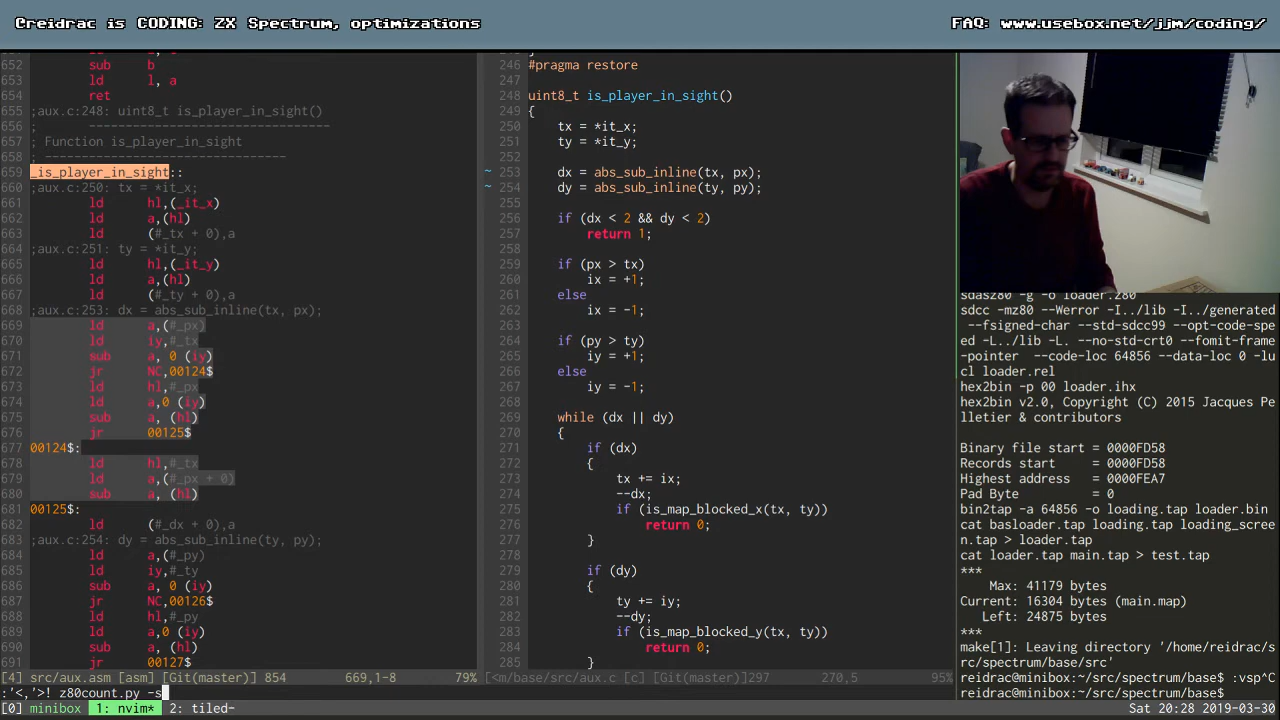 Creidrac is CODING: ZX Spectrum, optimizations
FAQ: www.usebox.net/jjm/coding/
652 sub b
653 ld l, a
654 ret
655 ;aux.c:248: uint8_t is_player_in_sight()
656 ; ---------------------------------
657 ; Function is_player_in_sight
658 ; ---------------------------------
659 _is_player_in_sight::
660 ;aux.c:250: tx = *it_x;
661 ld hl,(_it_x)
662 ld a,(hl)
663 ld (#_tx + 0),a
664 ;aux.c:251: ty = *it_y;
665 ld hl,(_it_y)
666 ld a,(hl)
667 ld (#_ty + 0),a
668 ;aux.c:253: dx = abs_sub_inline(tx, px);
669 ld a,(#_px)
670 ld iy,#_tx
671 sub a, 0 (iy)
672 jr NC,00124$
673 ld hl,#_px
674 ld a,0 (iy)
675 sub a, (hl)
676 jr 00125$
677 00124$:
678 ld hl,#_tx
679 ld a,(#_px + 0)
680 sub a, (hl)
681 00125$:
682 ld (#_dx + 0),a
683 ;aux.c:254: dy = abs_sub_inline(ty, py);
684 ld a,(#_py)
685 ld iy,#_ty
686 sub a, 0 (iy)
687 jr NC,00126$
688 ld hl,#_py
689 ld a,0 (iy)
690 sub a, (hl)
691 jr 00127$
[4] src/aux.asm [asm] [Git(master)] 854 669,1-8 79%
246 #pragma restore
247
248 uint8_t is_player_in_sight()
249 {
250 tx = *it_x;
251 ty = *it_y;
252
~ 253 dx = abs_sub_inline(tx, px);
~ 254 dy = abs_sub_inline(ty, py);
255
256 if (dx < 2 && dy < 2)
257 return 1;
258
259 if (px > tx)
260 ix = +1;
261 else
262 ix = -1;
263
264 if (py > ty)
265 iy = +1;
266 else
267 iy = -1;
268
269 while (dx || dy)
270 {
271 if (dx)
272 {
273 tx += ix;
274 --dx;
275 if (is_map_blocked_x(tx, ty))
276 return 0;
277 }
278
279 if (dy)
280 {
281 ty += iy;
282 --dy;
283 if (is_map_blocked_y(tx, ty))
284 return 0;
285 }
<m/base/src/aux.c [c] [Git(master)]297 950,1 95%
sdasz80 -g -o loader.z80
sdcc -mz80 -Werror -I../lib -I../generated
--fsigned-char --std-sdcc99 --opt-code-spe
ed -L../lib -L. --no-std-crt0 --fomit-frame
-pointer --code-loc 64856 --data-loc 0 -lu
cl loader.rel
hex2bin -p 00 loader.ihx
hex2bin v2.0, Copyright (C) 2015 Jacques Pe
lletier & contributors
Binary file start = 0000FD58
Records start = 0000FD58
Highest address = 0000FEA7
Pad Byte = 0
bin2tap -a 64856 -o loading.tap loader.bin
cat basloader.tap loading.tap loading_scree
n.tap > loader.tap
cat loader.tap main.tap > test.tap
***
Max: 41179 bytes
Current: 16304 bytes (main.map)
Left: 24875 bytes
***
make[1]: Leaving directory '/home/reidrac/s
rc/spectrum/base/src'
reidrac@minibox:~/src/spectrum/base$ :vsp^C
reidrac@minibox:~/src/spectrum/base$
:'<,'>! z80count.py -s
[0] minibox 1: nvim* 2: tiled- Sat 20:28 2019-03-30